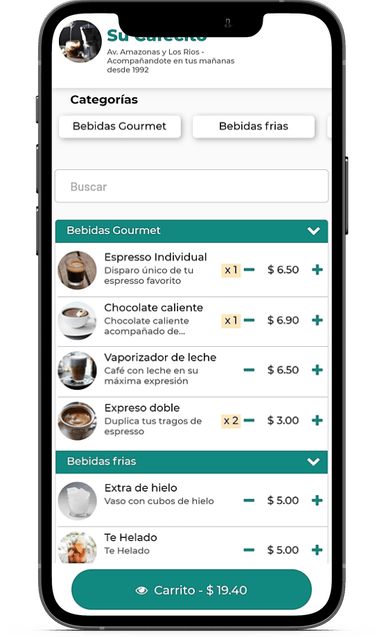 Su Cafecito
Av. Amazonas y Los Rios -
Acompañandote en tus mañanas
desde 1992
Categorías
Bebidas Gourmet
Bebidas frias
Buscar
Bebidas Gourmet
Espresso Individual
Disparo único de tu
espresso favorito
x 1
$ 6.50
Chocolate caliente
Chocolate caliente
acompañado de...
x 1
$ 6.90
Vaporizador de leche
Café con leche en su
máxima expresión
$ 6.50
Expreso doble
Duplica tus tragos de
espresso
x 2
$ 3.00
Bebidas frias
Extra de hielo
Vaso con cubos de hielo
$ 5.00
Te Helado
Te Helado
$ 5.00
Carrito - $ 19.40